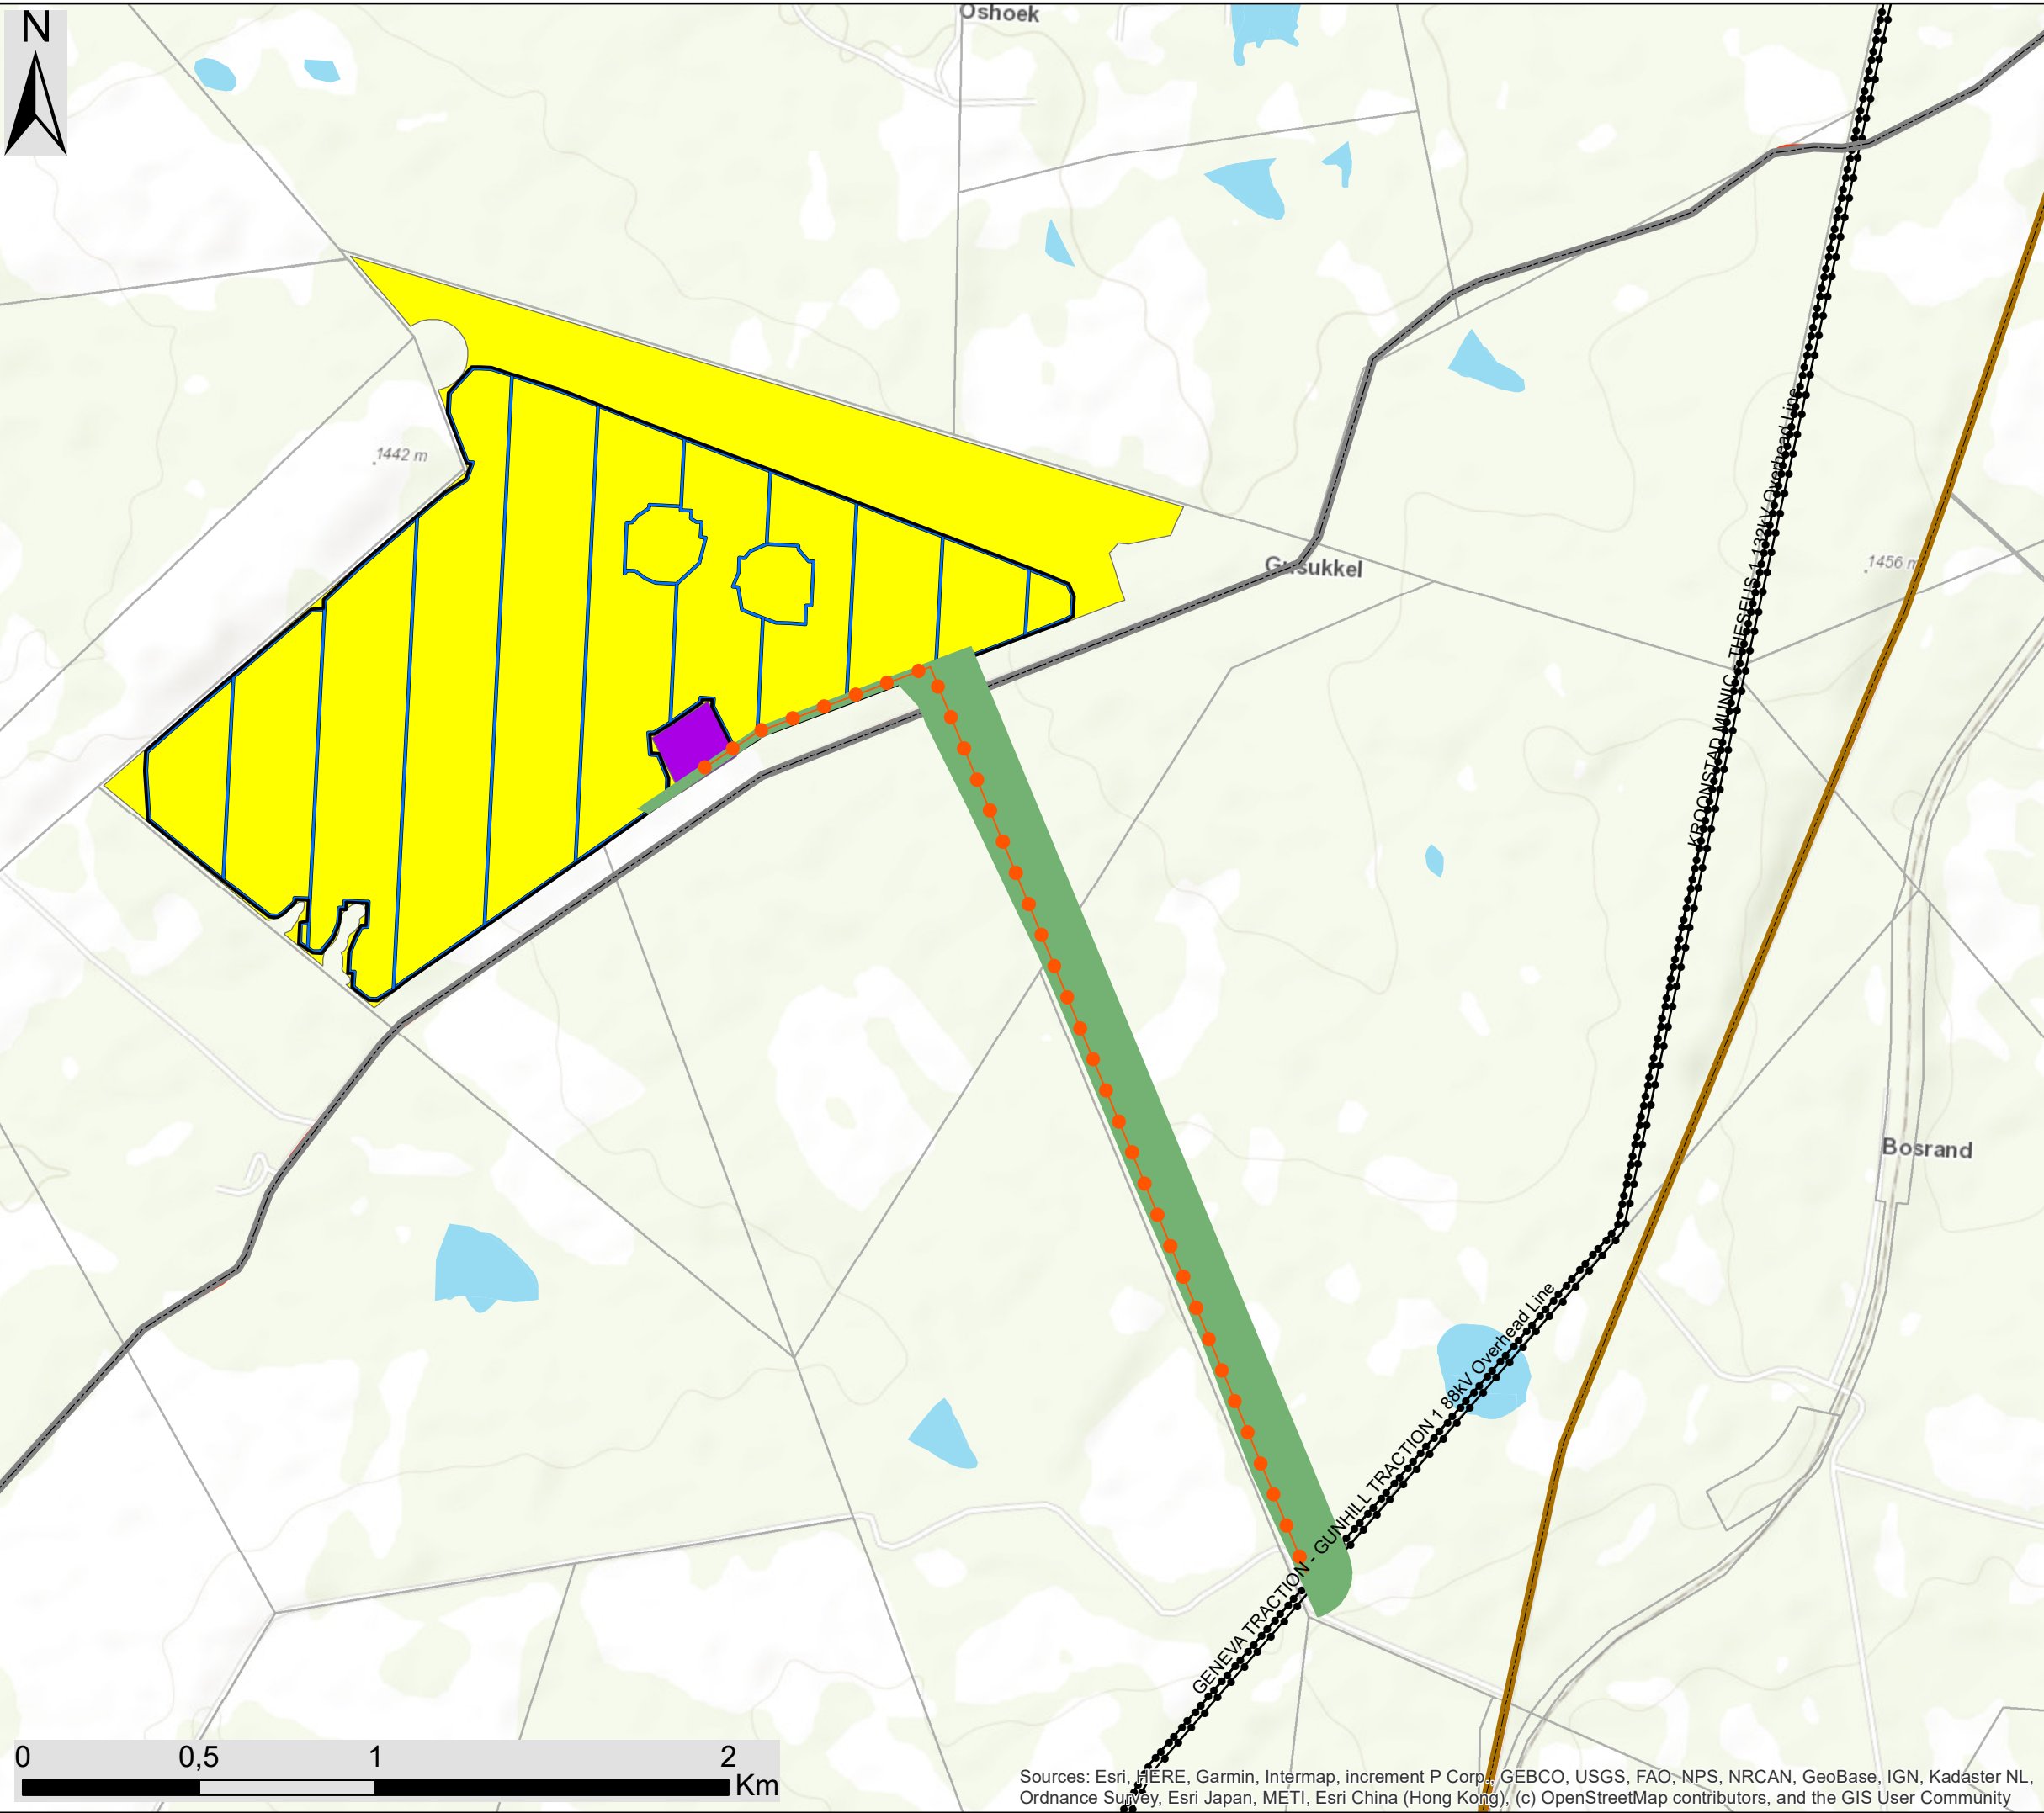 N
Oshoek
1442 m
Gusukkel
1456 m
KROONSTAD MUNIC - THESEUS 1 132kV Overhead Line
Bosrand
GENEVA TRACTION - GUNHILL TRACTION 1 88kV Overhead Line
0 0,5 1 2
Km
Sources: Esri, HERE, Garmin, Intermap, increment P Corp., GEBCO, USGS, FAO, NPS, NRCAN, GeoBase, IGN, Kadaster NL,
Ordnance Survey, Esri Japan, METI, Esri China (Hong Kong), (c) OpenStreetMap contributors, and the GIS User Community